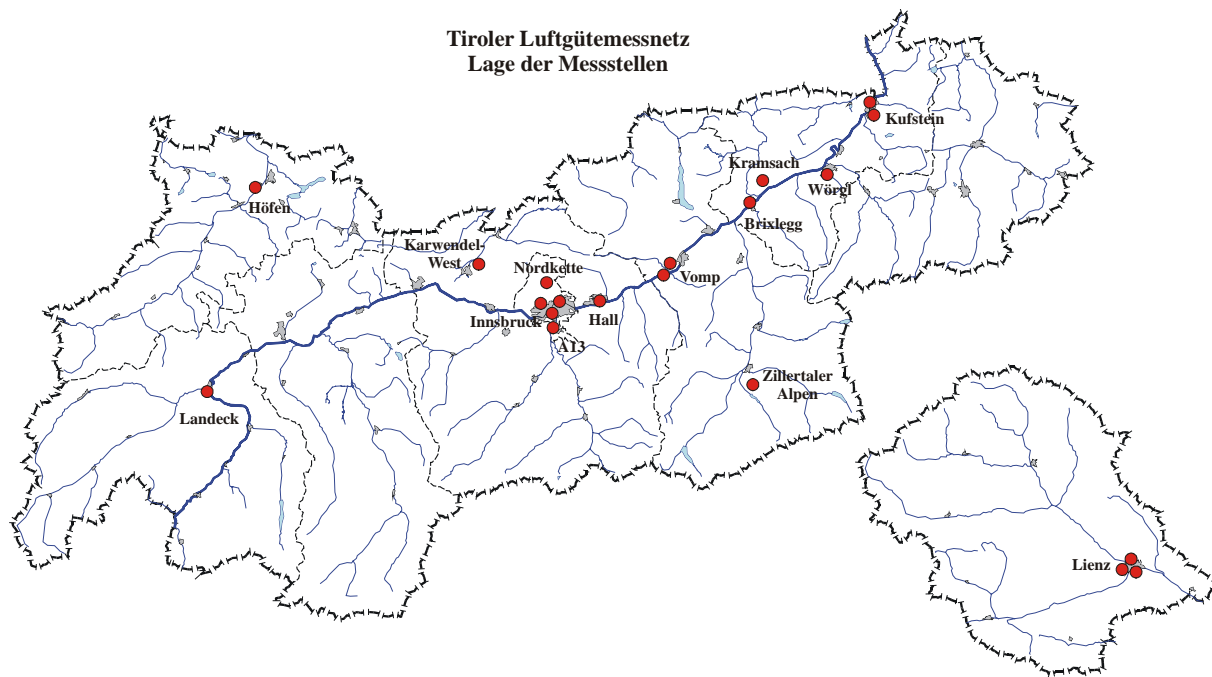 Tiroler Luftgütemessnetz
Lage der Messstellen
Kufstein
Kramsach
Wörgl
Höfen
Brixlegg
Karwendel-
West
Nordkette
Vomp
Innsbruck
Hall
A13
Zillertaler
Alpen
Landeck
Lienz